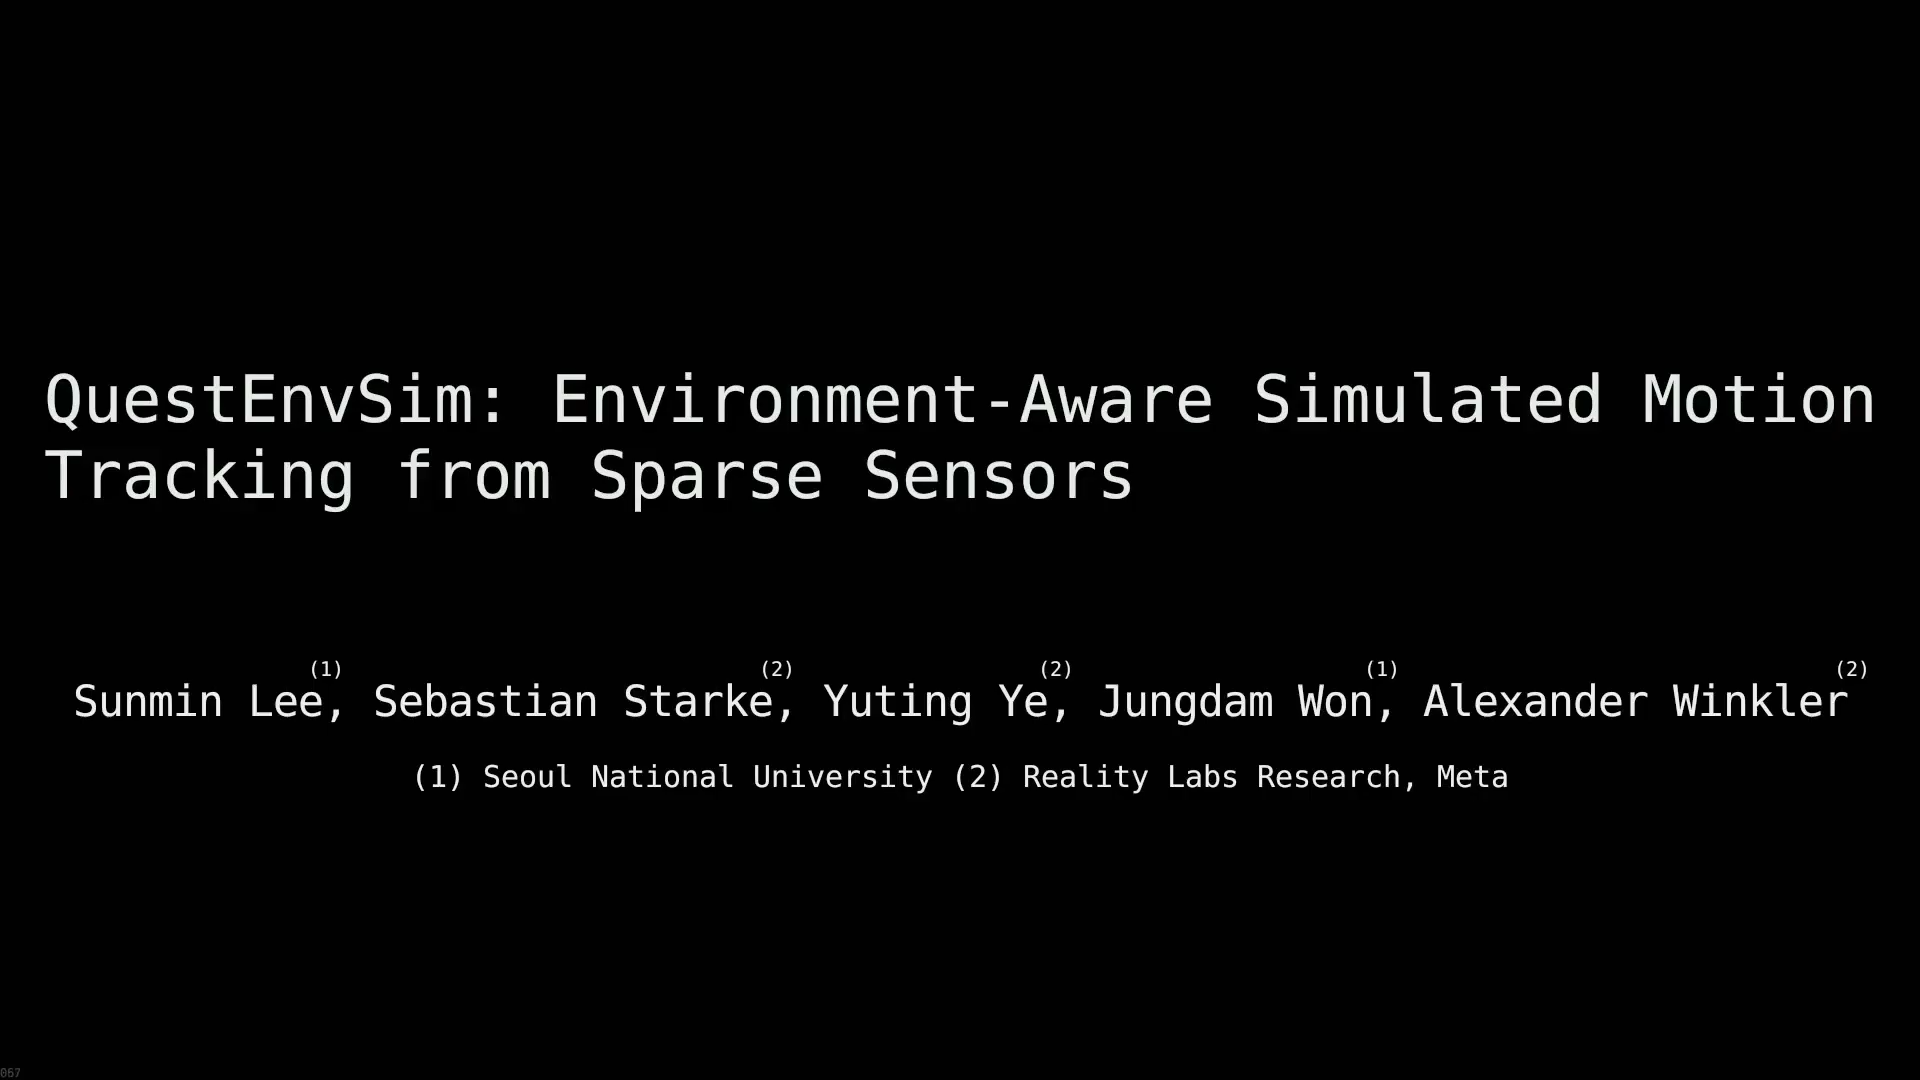 QuestEnvSim: Environment-Aware Simulated Motion
Tracking from Sparse Sensors
Sunmin Lee(1), Sebastian Starke(2), Yuting Ye(2), Jungdam Won(1), Alexander Winkler(2)
(1) Seoul National University (2) Reality Labs Research, Meta
067